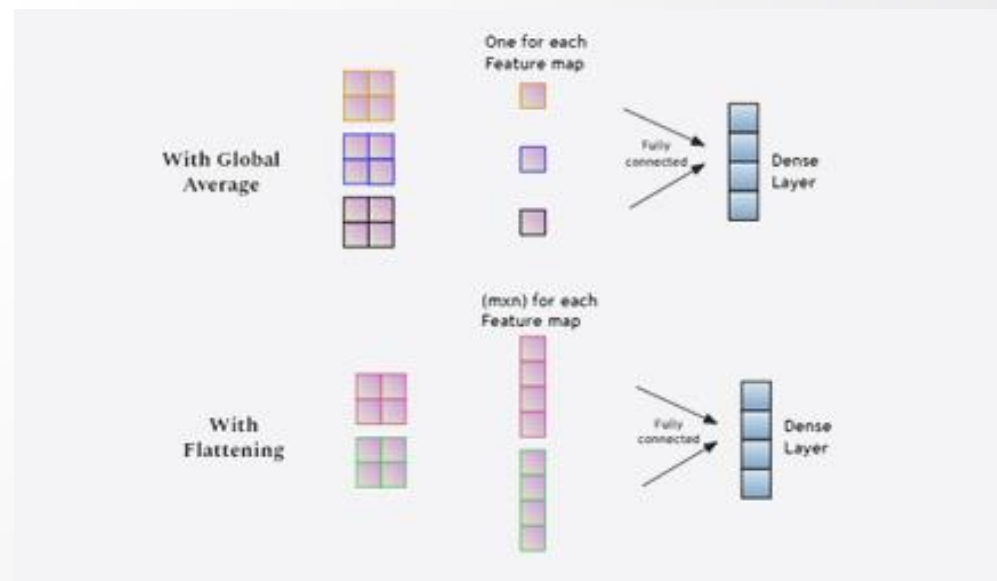 One for each
Feature map
With Global
Average
Fully
connected
Dense
Layer
(mxn) for each
Feature map
With
Flattening
Fully
connected
Dense
Layer